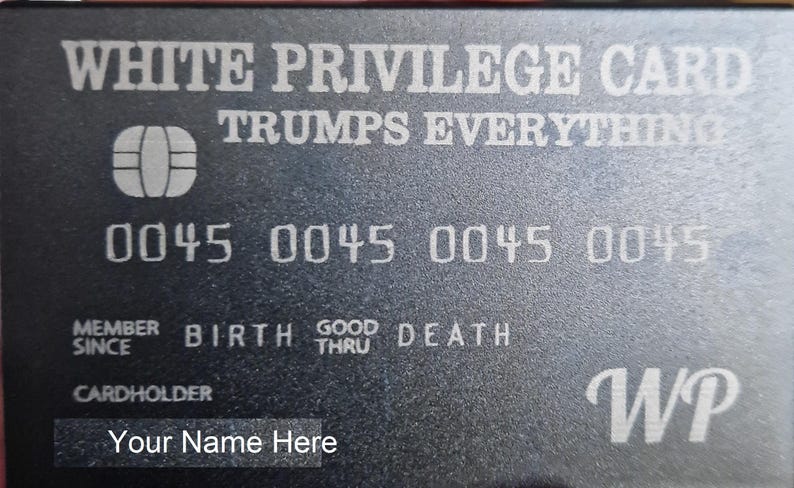 WHITE PRIVILEGE CARD
TRUMPS EVERYTHING
0045 0045 0045 0045
MEMBER SINCE BIRTH GOOD THRU DEATH
CARDHOLDER
Your Name Here
WP